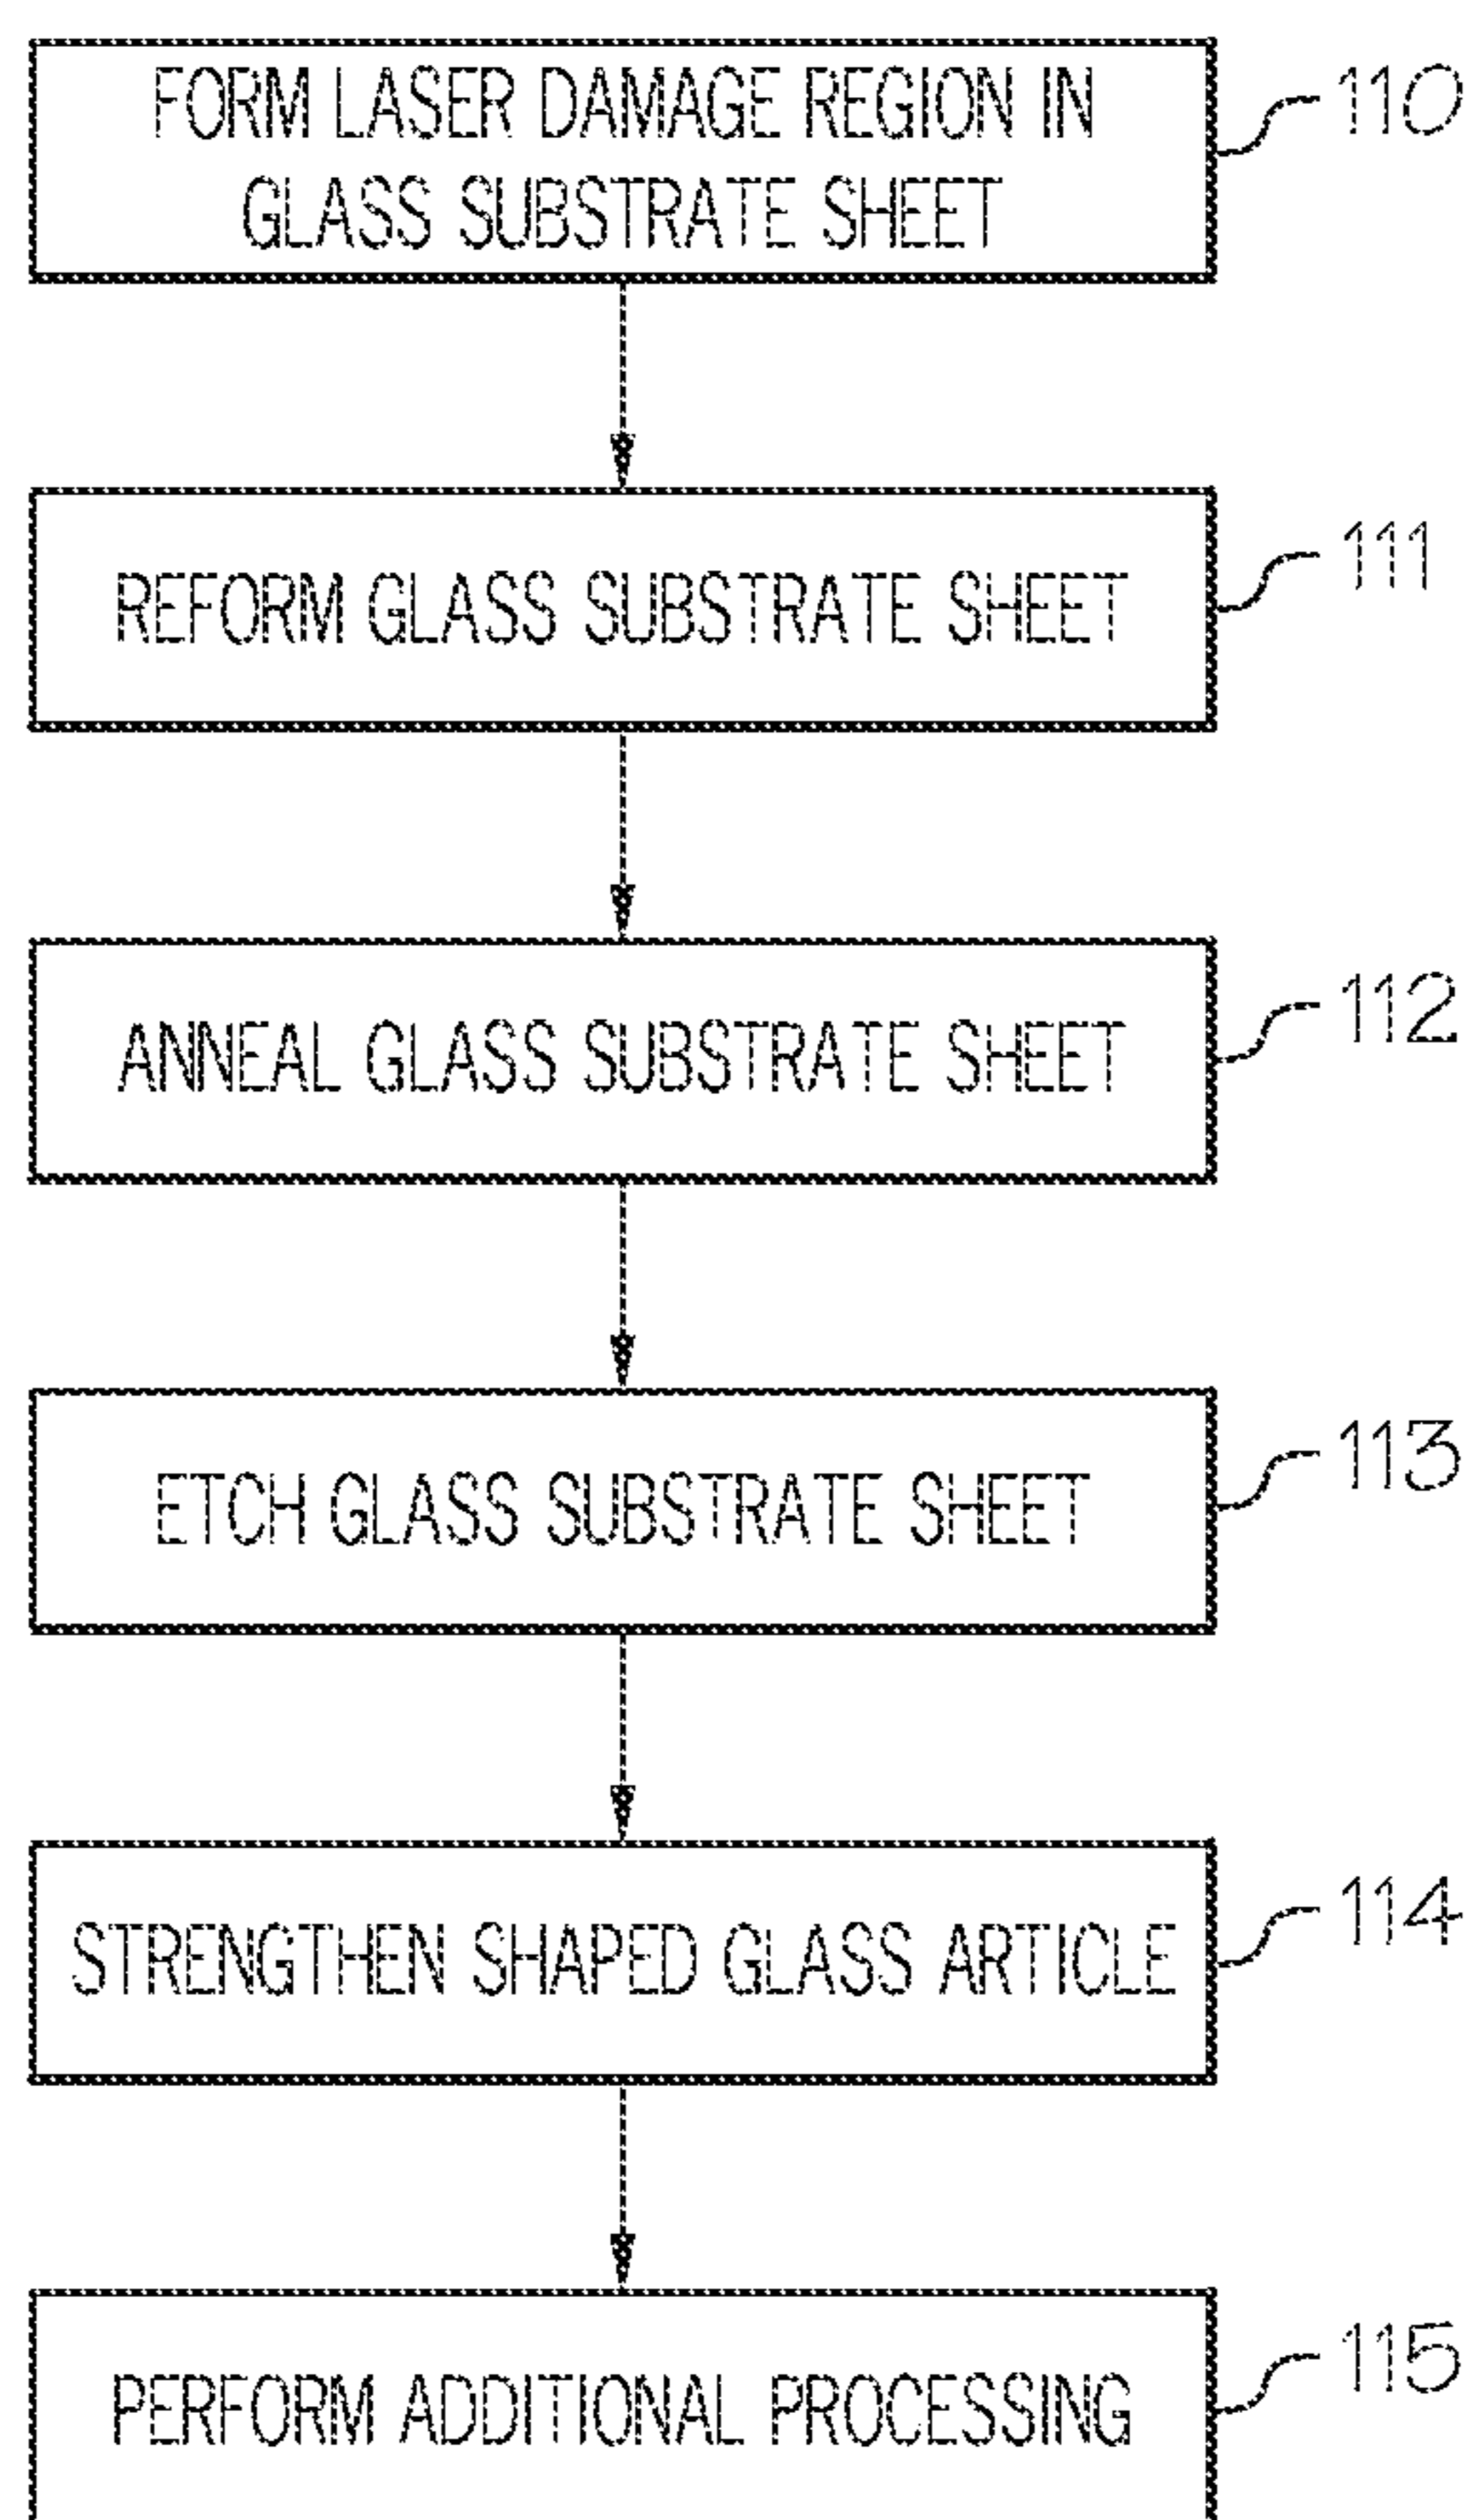 FORM LASER DAMAGE REGION IN
GLASS SUBSTRATE SHEET
110
REFORM GLASS SUBSTRATE SHEET
111
ANNEAL GLASS SUBSTRATE SHEET
112
ETCH GLASS SUBSTRATE SHEET
113
STRENGTHEN SHAPED GLASS ARTICLE
114
PERFORM ADDITIONAL PROCESSING
115